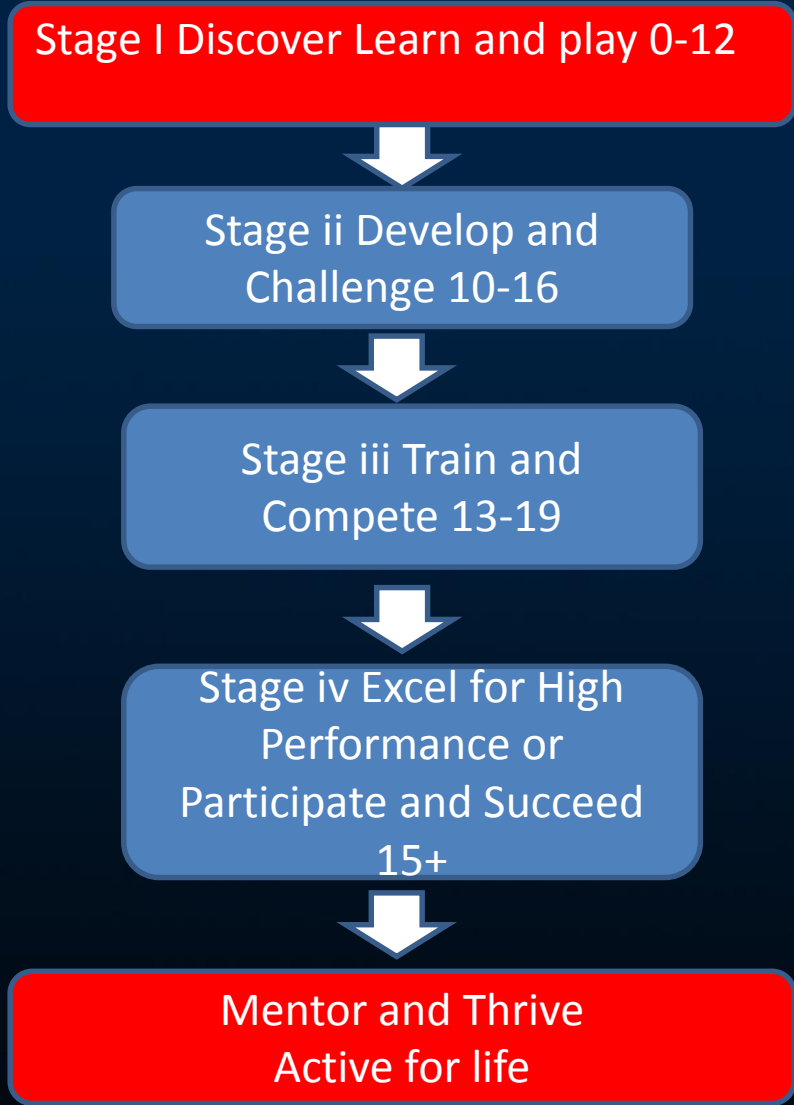 Stage I Discover Learn and play 0-12
Stage ii Develop and
Challenge 10-16
Stage iii Train and
Compete 13-19
Stage iv Excel for High
Performance or
Participate and Succeed
15+
Mentor and Thrive
Active for life